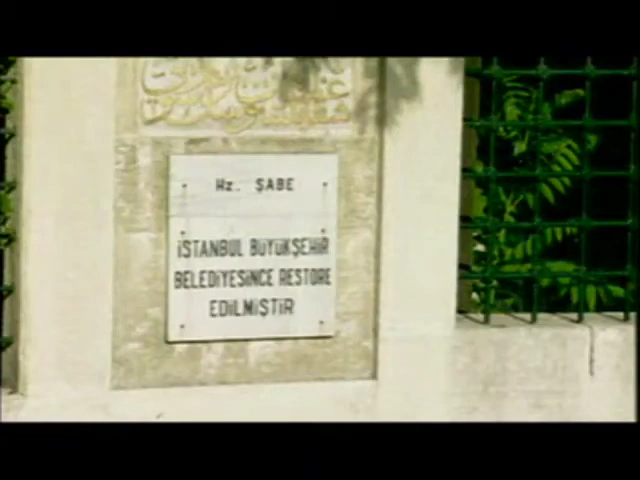 Hz. ŞABE
İSTANBUL BÜYÜKŞEHİR
BELEDİYESİNCE RESTORE
EDİLMİŞTİR